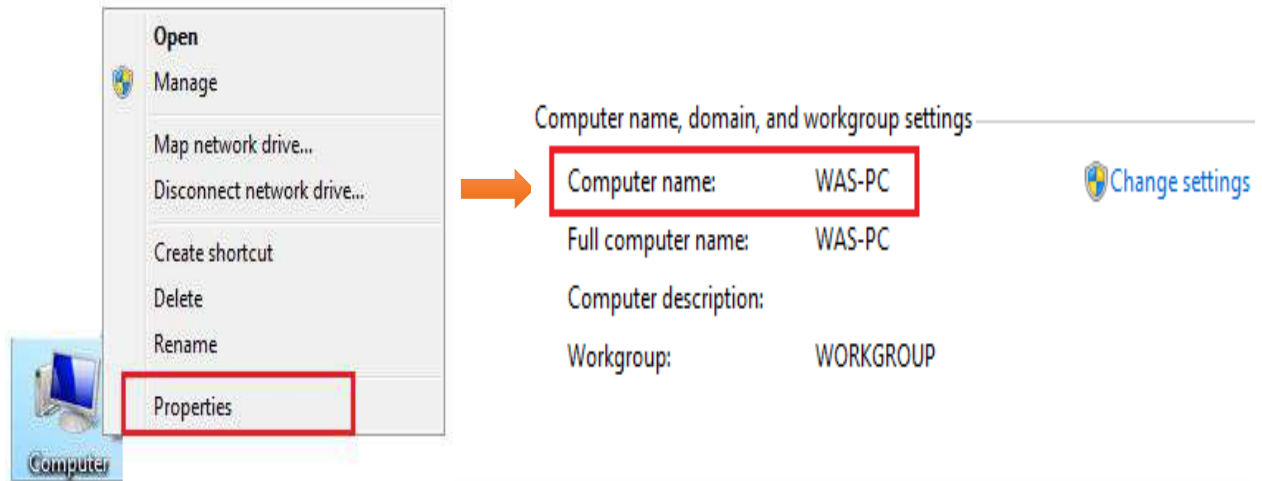 Open
Manage
Map network drive...
Disconnect network drive...
Create shortcut
Delete
Rename
Properties
Computer
Computer name, domain, and workgroup settings
Computer name: WAS-PC
Change settings
Full computer name: WAS-PC
Computer description:
Workgroup: WORKGROUP